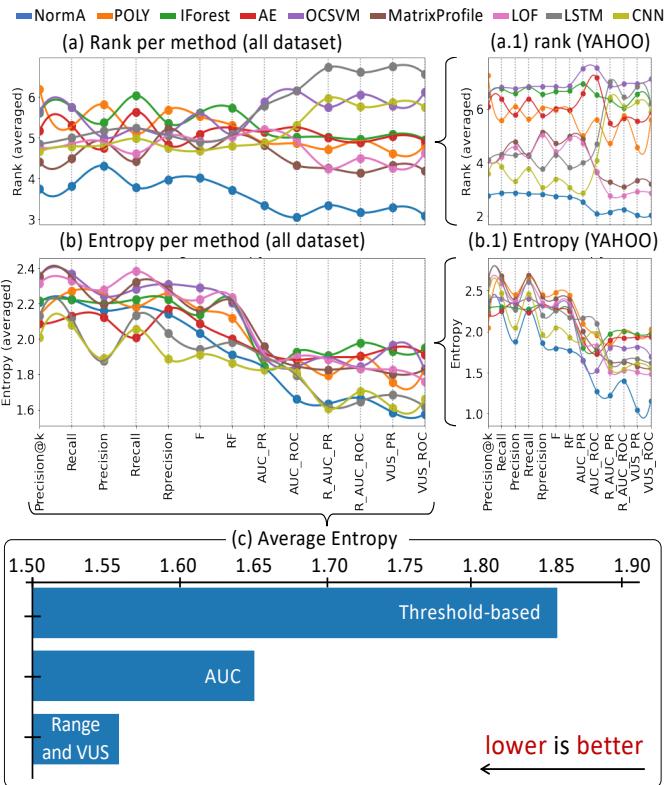 NormA POLY IForest AE OCSVM MatrixProfile LOF LSTM CNN
(a) Rank per method (all dataset)
(a.1) rank (YAHOO)
Rank (averaged)
6
5
4
3
Rank (averaged)
6
4
2
(b) Entropy per method (all dataset)
(b.1) Entropy (YAHOO)
Entropy (averaged)
2.4
2.2
2.0
1.8
1.6
Entropy
2.5
2.0
1.5
1.0
Precision@k
Recall
Precision
Rrecall
Rprecision
F
RF
AUC_PR
AUC_ROC
R_AUC_PR
R_AUC_ROC
VUS_PR
VUS_ROC
Precision@k
Recall
Precision
Rrecall
Rprecision
F
RF
AUC_PR
AUC_ROC
R_AUC_PR
R_AUC_ROC
VUS_PR
VUS_ROC
(c) Average Entropy
1.50 1.55 1.60 1.65 1.70 1.75 1.80 1.85 1.90
Threshold-based
AUC
Range
and VUS
lower is better